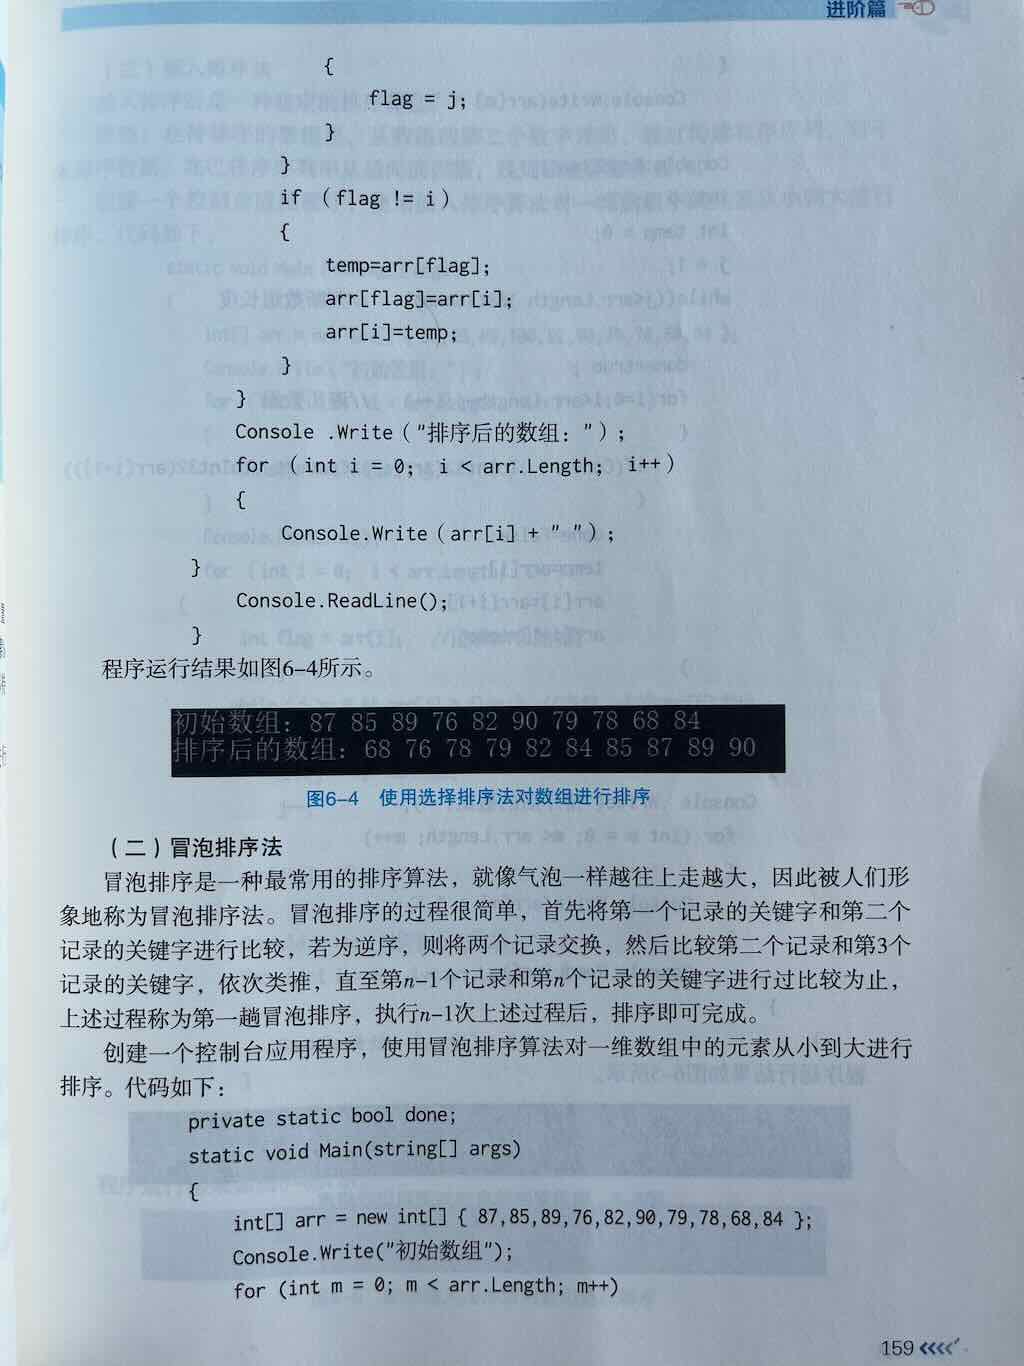 进阶篇
{
flag = j;
}
}
if (flag != i)
{
temp=arr[flag];
arr[flag]=arr[i];
arr[i]=temp;
}
}
Console .Write("排序后的数组：");
for (int i = 0; i < arr.Length; i++)
{
Console.Write(arr[i] + " ");
}
Console.ReadLine();
}
程序运行结果如图6-4所示。
初始数组：87 85 89 76 82 90 79 78 68 84
排序后的数组：68 76 78 79 82 84 85 87 89 90
图6-4 使用选择排序法对数组进行排序
（二）冒泡排序法
冒泡排序是一种最常用的排序算法，就像气泡一样越往上走越大，因此被人们形
象地称为冒泡排序法。冒泡排序的过程很简单，首先将第一个记录的关键字和第二个
记录的关键字进行比较，若为逆序，则将两个记录交换，然后比较第二个记录和第3个
记录的关键字，依次类推，直至第n-1个记录和第n个记录的关键字进行过比较为止，
上述过程称为第一趟冒泡排序，执行n-1次上述过程后，排序即可完成。
创建一个控制台应用程序，使用冒泡排序算法对一维数组中的元素从小到大进行
排序。代码如下：
private static bool done;
static void Main(string[] args)
{
int[] arr = new int[] { 87,85,89,76,82,90,79,78,68,84 };
Console.Write("初始数组");
for (int m = 0; m < arr.Length; m++)
159